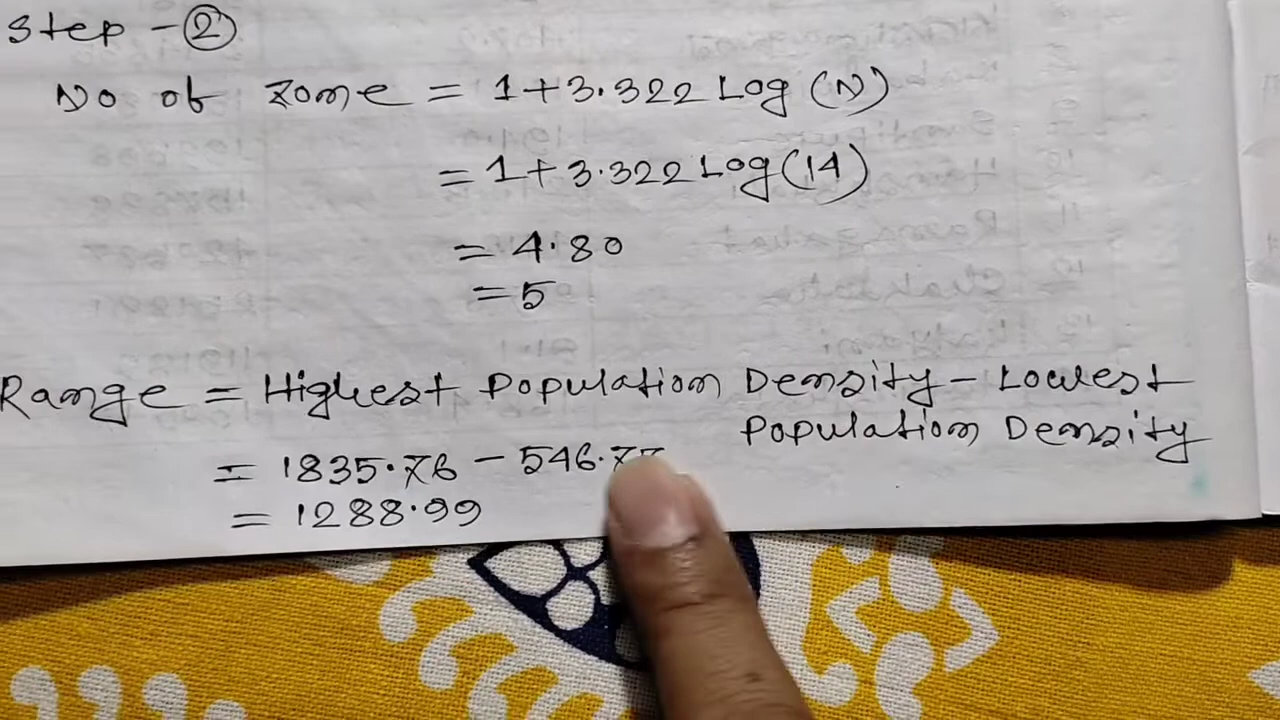 Step - ②
No of zone = 1+3.322 Log (N)
= 1+3.322 Log (14)
= 4.80
= 5
Range = Highest Population Density - Lowest
Population Density
= 1835.76 - 546.77
= 1288.99